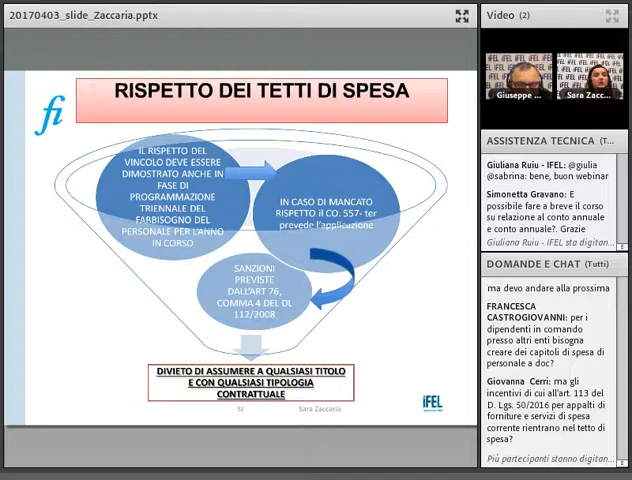 20170403_slide_Zaccaria.pptx
RISPETTO DEI TETTI DI SPESA
fi
IL RISPETTO DEL
VINCOLO DEVE ESSERE
DIMOSTRATO ANCHE IN
FASE DI
PROGRAMMAZIONE
TRIENNALE DEL
FABBISOGNO DEL
PERSONALE PER L'ANNO
IN CORSO
IN CASO DI MANCATO
RISPETTO IL CO. 557- ter
prevede l'applicazione
SANZIONI
PREVISTE
DALL'ART 76,
COMMA 4 DEL DL
112/2008
DIVIETO DI ASSUMERE A QUALSIASI TITOLO
E CON QUALSIASI TIPOLOGIA
CONTRATTUALE
52
Sara Zaccaria
iFEL
Video (2)
Giuseppe ...
Sara Zacc...
ASSISTENZA TECNICA (T...
Giuliana Ruiu - IFEL: @giulia
@sabrina: bene, buon webinar
Simonetta Gravano: E
possibile fare a breve il corso
su relazione al conto annuale
e conto annuale?. Grazie
Giuliana Ruiu - IFEL sta digitan...
DOMANDE E CHAT (Tutti)
ma devo andare alla prossima
FRANCESCA
CASTROGIOVANNI: per i
dipendenti in comando
presso altri enti bisogna
creare dei capitoli di spesa
di personale a doc?
Giovanna Cerri: ma gli
incentivi di cui all'art. 113 del
D. Lgs. 50/2016 per appalti di
forniture e servizi di spesa
corrente rientrano nel tetto di
spesa?
Più partecipanti stanno digitan...